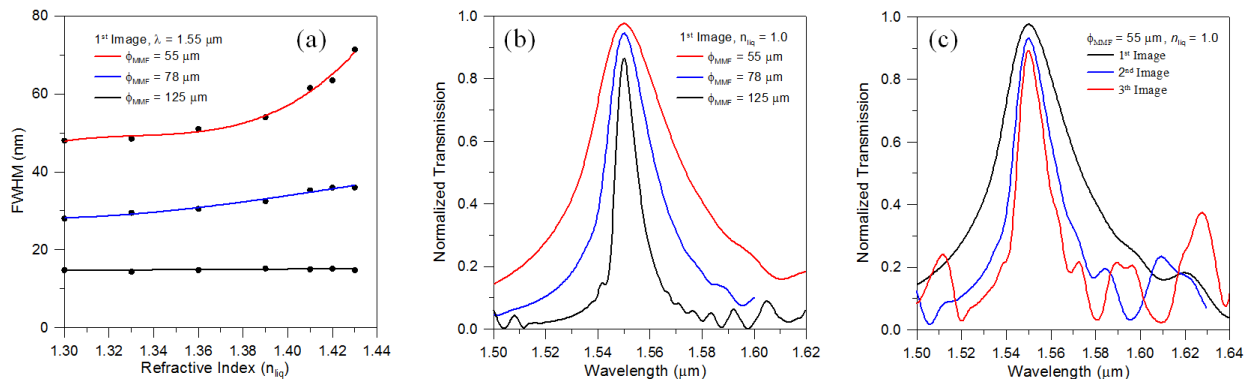 (a)
1st Image, λ = 1.55 μm
ϕMMF = 55 μm
ϕMMF = 78 μm
ϕMMF = 125 μm
FWHM (nm)
80
60
40
20
0
1.30 1.32 1.34 1.36 1.38 1.40 1.42 1.44
Refractive Index (nliq)
(b)
1st Image, nliq = 1.0
ϕMMF = 55 μm
ϕMMF = 78 μm
ϕMMF = 125 μm
Normalized Transmission
1.0
0.8
0.6
0.4
0.2
0.0
1.50 1.52 1.54 1.56 1.58 1.60 1.62
Wavelength (μm)
(c)
ϕMMF = 55 μm, nliq = 1.0
1st Image
2nd Image
3th Image
Normalized Transmission
1.0
0.8
0.6
0.4
0.2
0.0
1.50 1.52 1.54 1.56 1.58 1.60 1.62 1.64
Wavelength (μm)